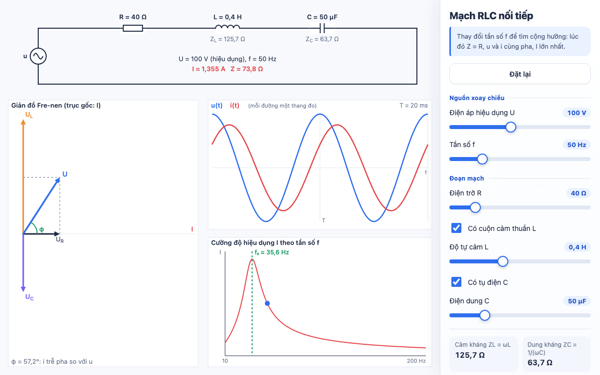 R = 40 Ω
L = 0,4 H
C = 50 µF
Z_L = 125,7 Ω
Z_C = 63,7 Ω
u
U = 100 V (hiệu dụng), f = 50 Hz
I = 1,355 A Z = 73,8 Ω
Giản đồ Fre-nen (trục gốc: I)
U_L
U
φ
U_R
I
U_C
φ = 57,2°: i trễ pha so với u
u(t) i(t) (mỗi đường một thang đo)
T = 20 ms
t
T
Cường độ hiệu dụng I theo tần số f
I
f₀ = 35,6 Hz
10
200 Hz
Mạch RLC nối tiếp
Thay đổi tần số f để tìm cộng hưởng: lúc
đó Z = R, u và i cùng pha, I lớn nhất.
Đặt lại
Nguồn xoay chiều
Điện áp hiệu dụng U
100 V
Tần số f
50 Hz
Đoạn mạch
Điện trở R
40 Ω
Có cuộn cảm thuần L
Độ tự cảm L
0,4 H
Có tụ điện C
Điện dung C
50 µF
Cảm kháng ZL = ωL
125,7 Ω
Dung kháng ZC =
1/(ωC)
63,7 Ω